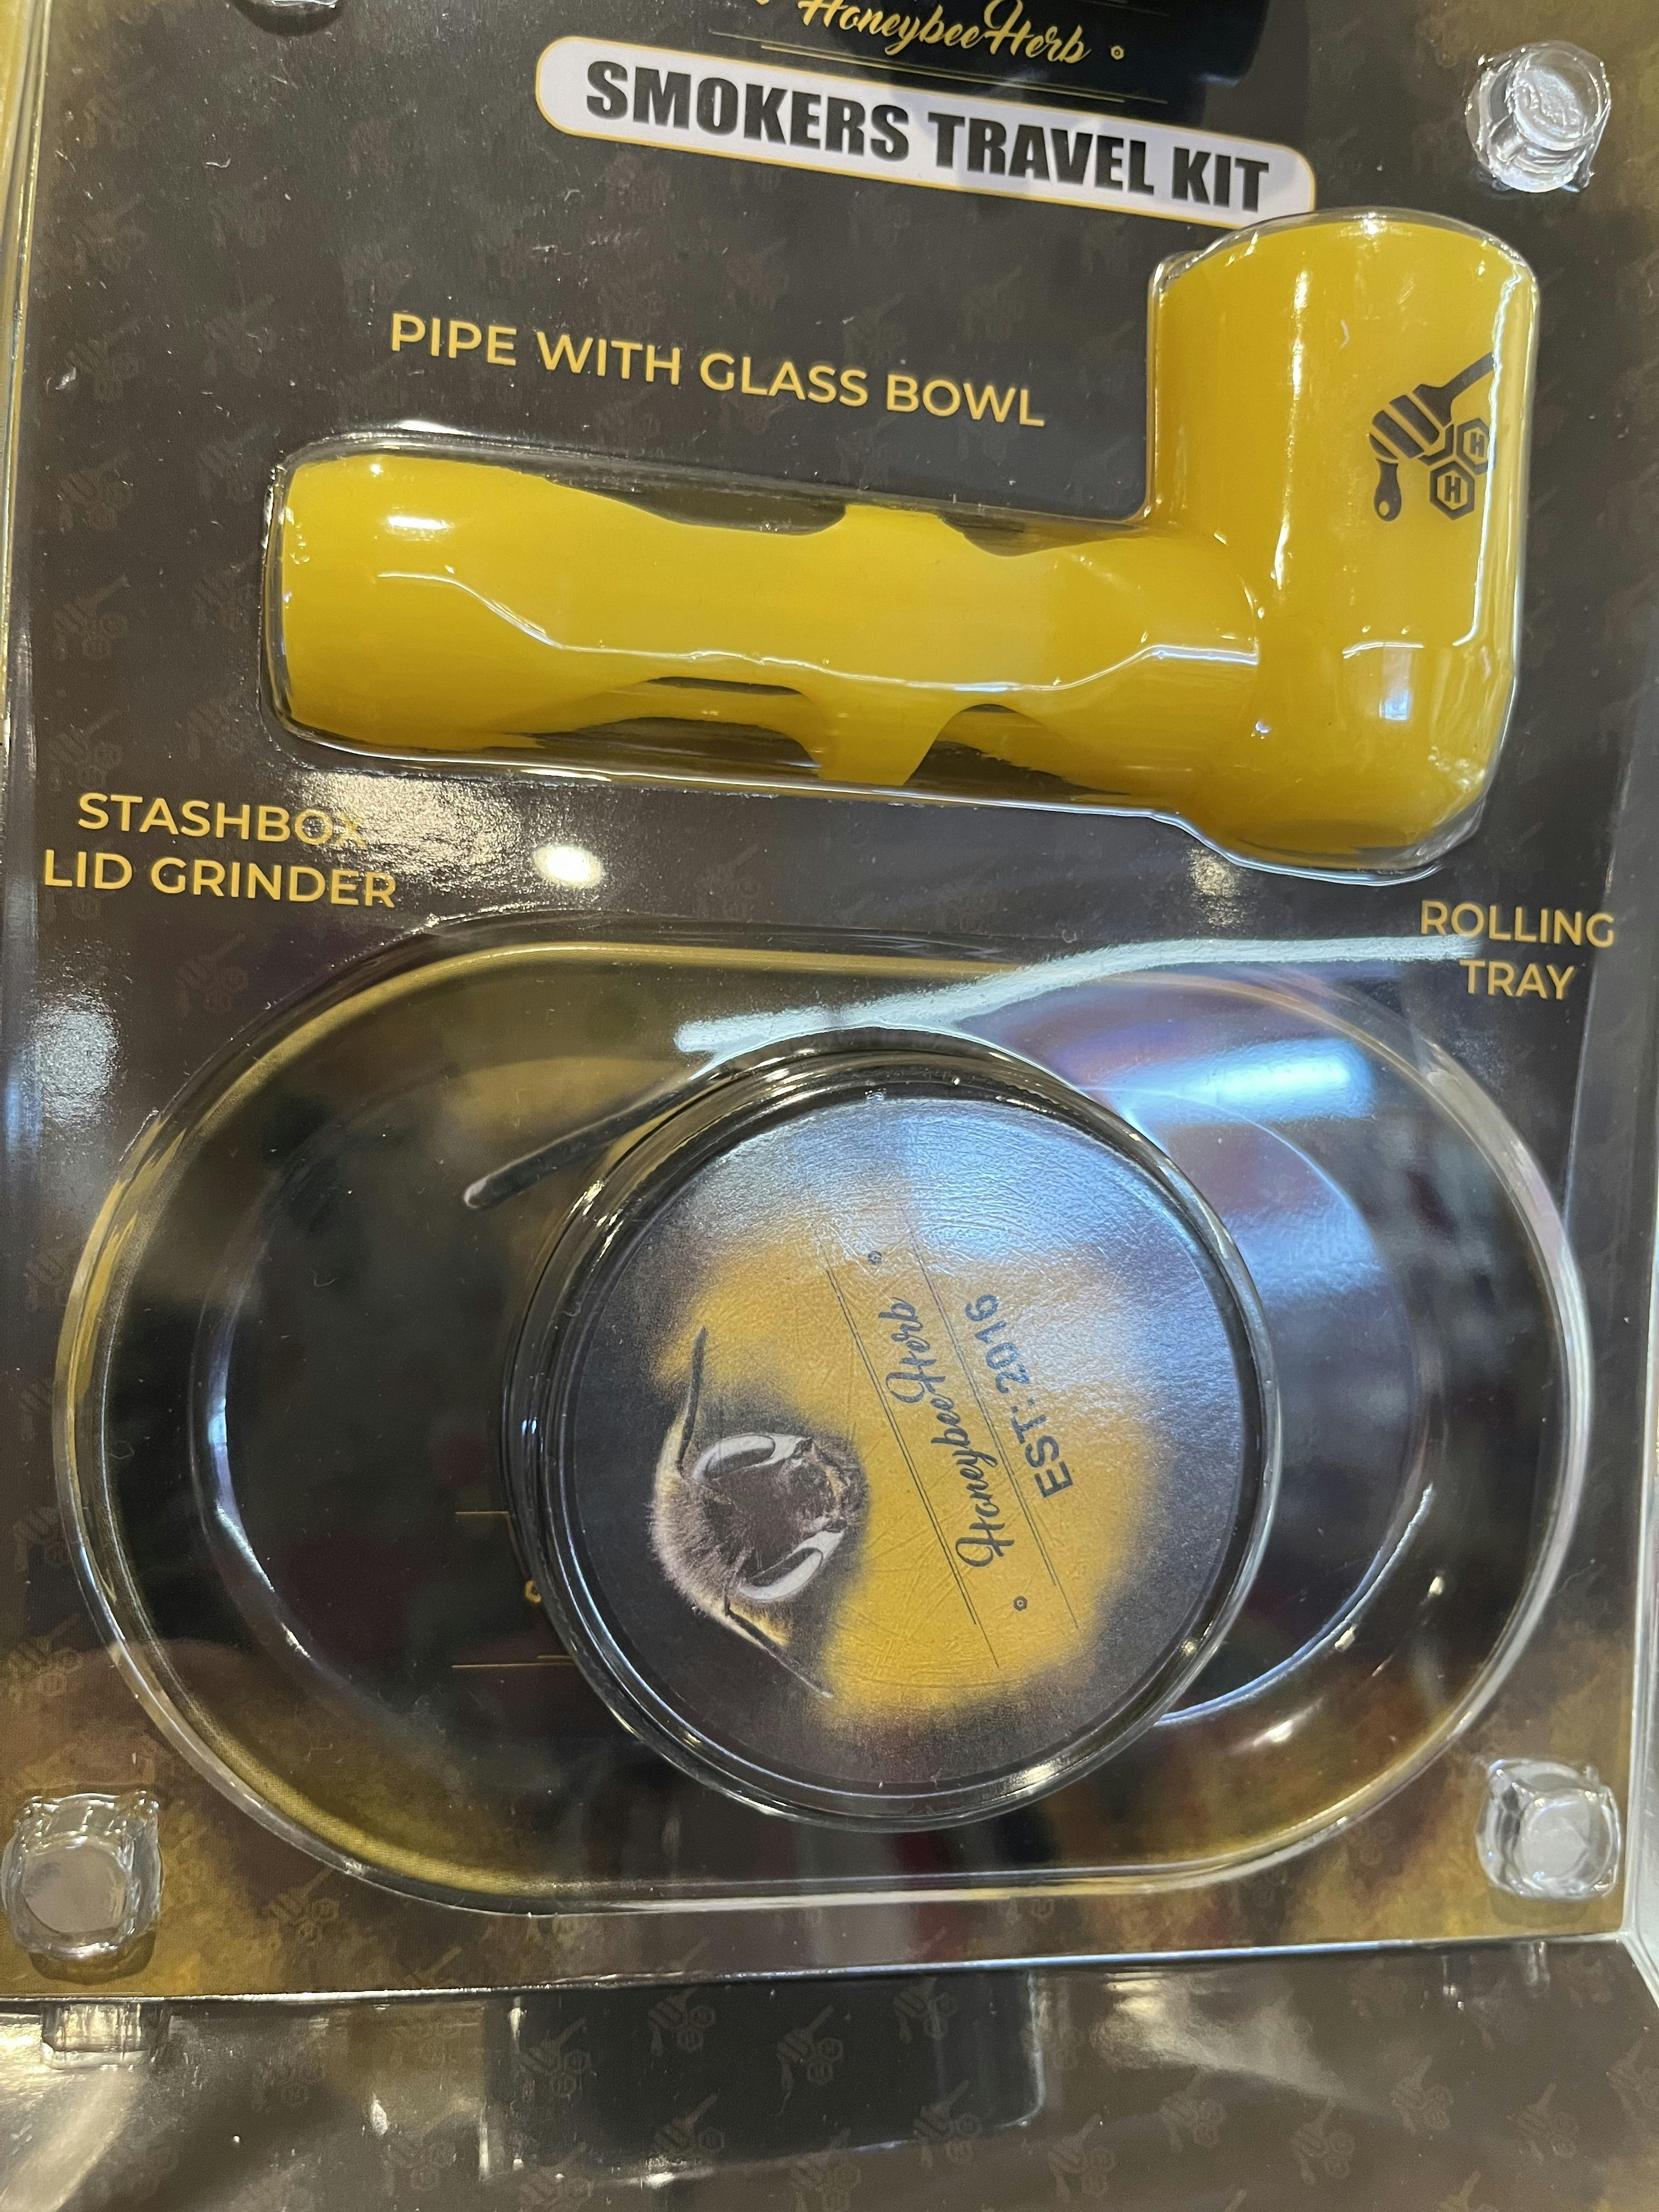 HoneybeeHerb
SMOKERS TRAVEL KIT
PIPE WITH GLASS BOWL
H
H
STASHBOX
LID GRINDER
ROLLING
TRAY
HoneybeeHerb
EST: 2016